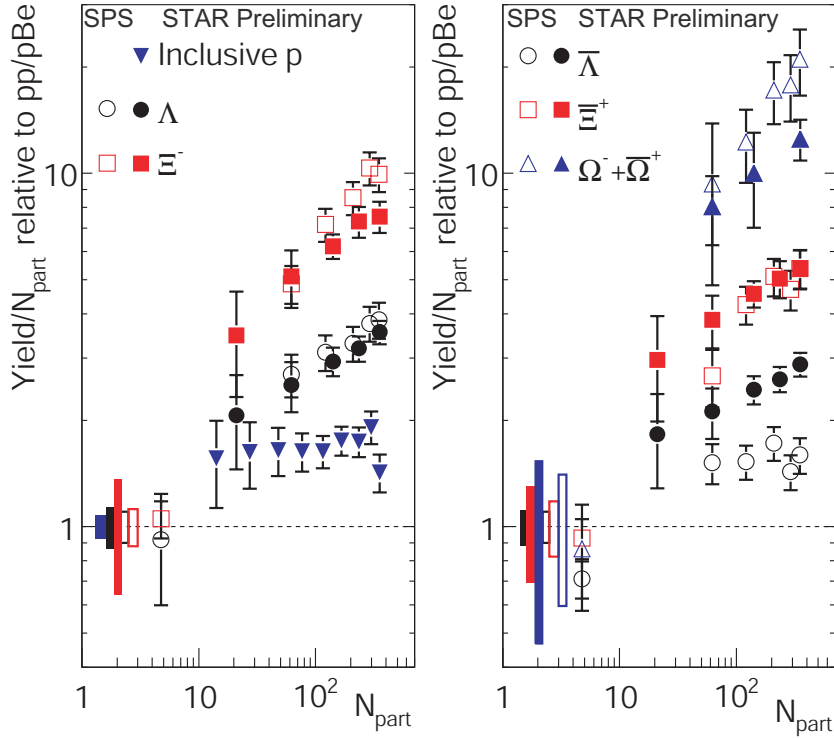 SPS STAR Preliminary
Inclusive p
Λ
Ξ⁻
Yield/N_part relative to pp/pBe
10
1
1 10 10² N_part
SPS STAR Preliminary
Λ̅
Ξ̅⁺
Ω⁻+Ω̅⁺
Yield/N_part relative to pp/pBe
10
1
1 10 10² N_part